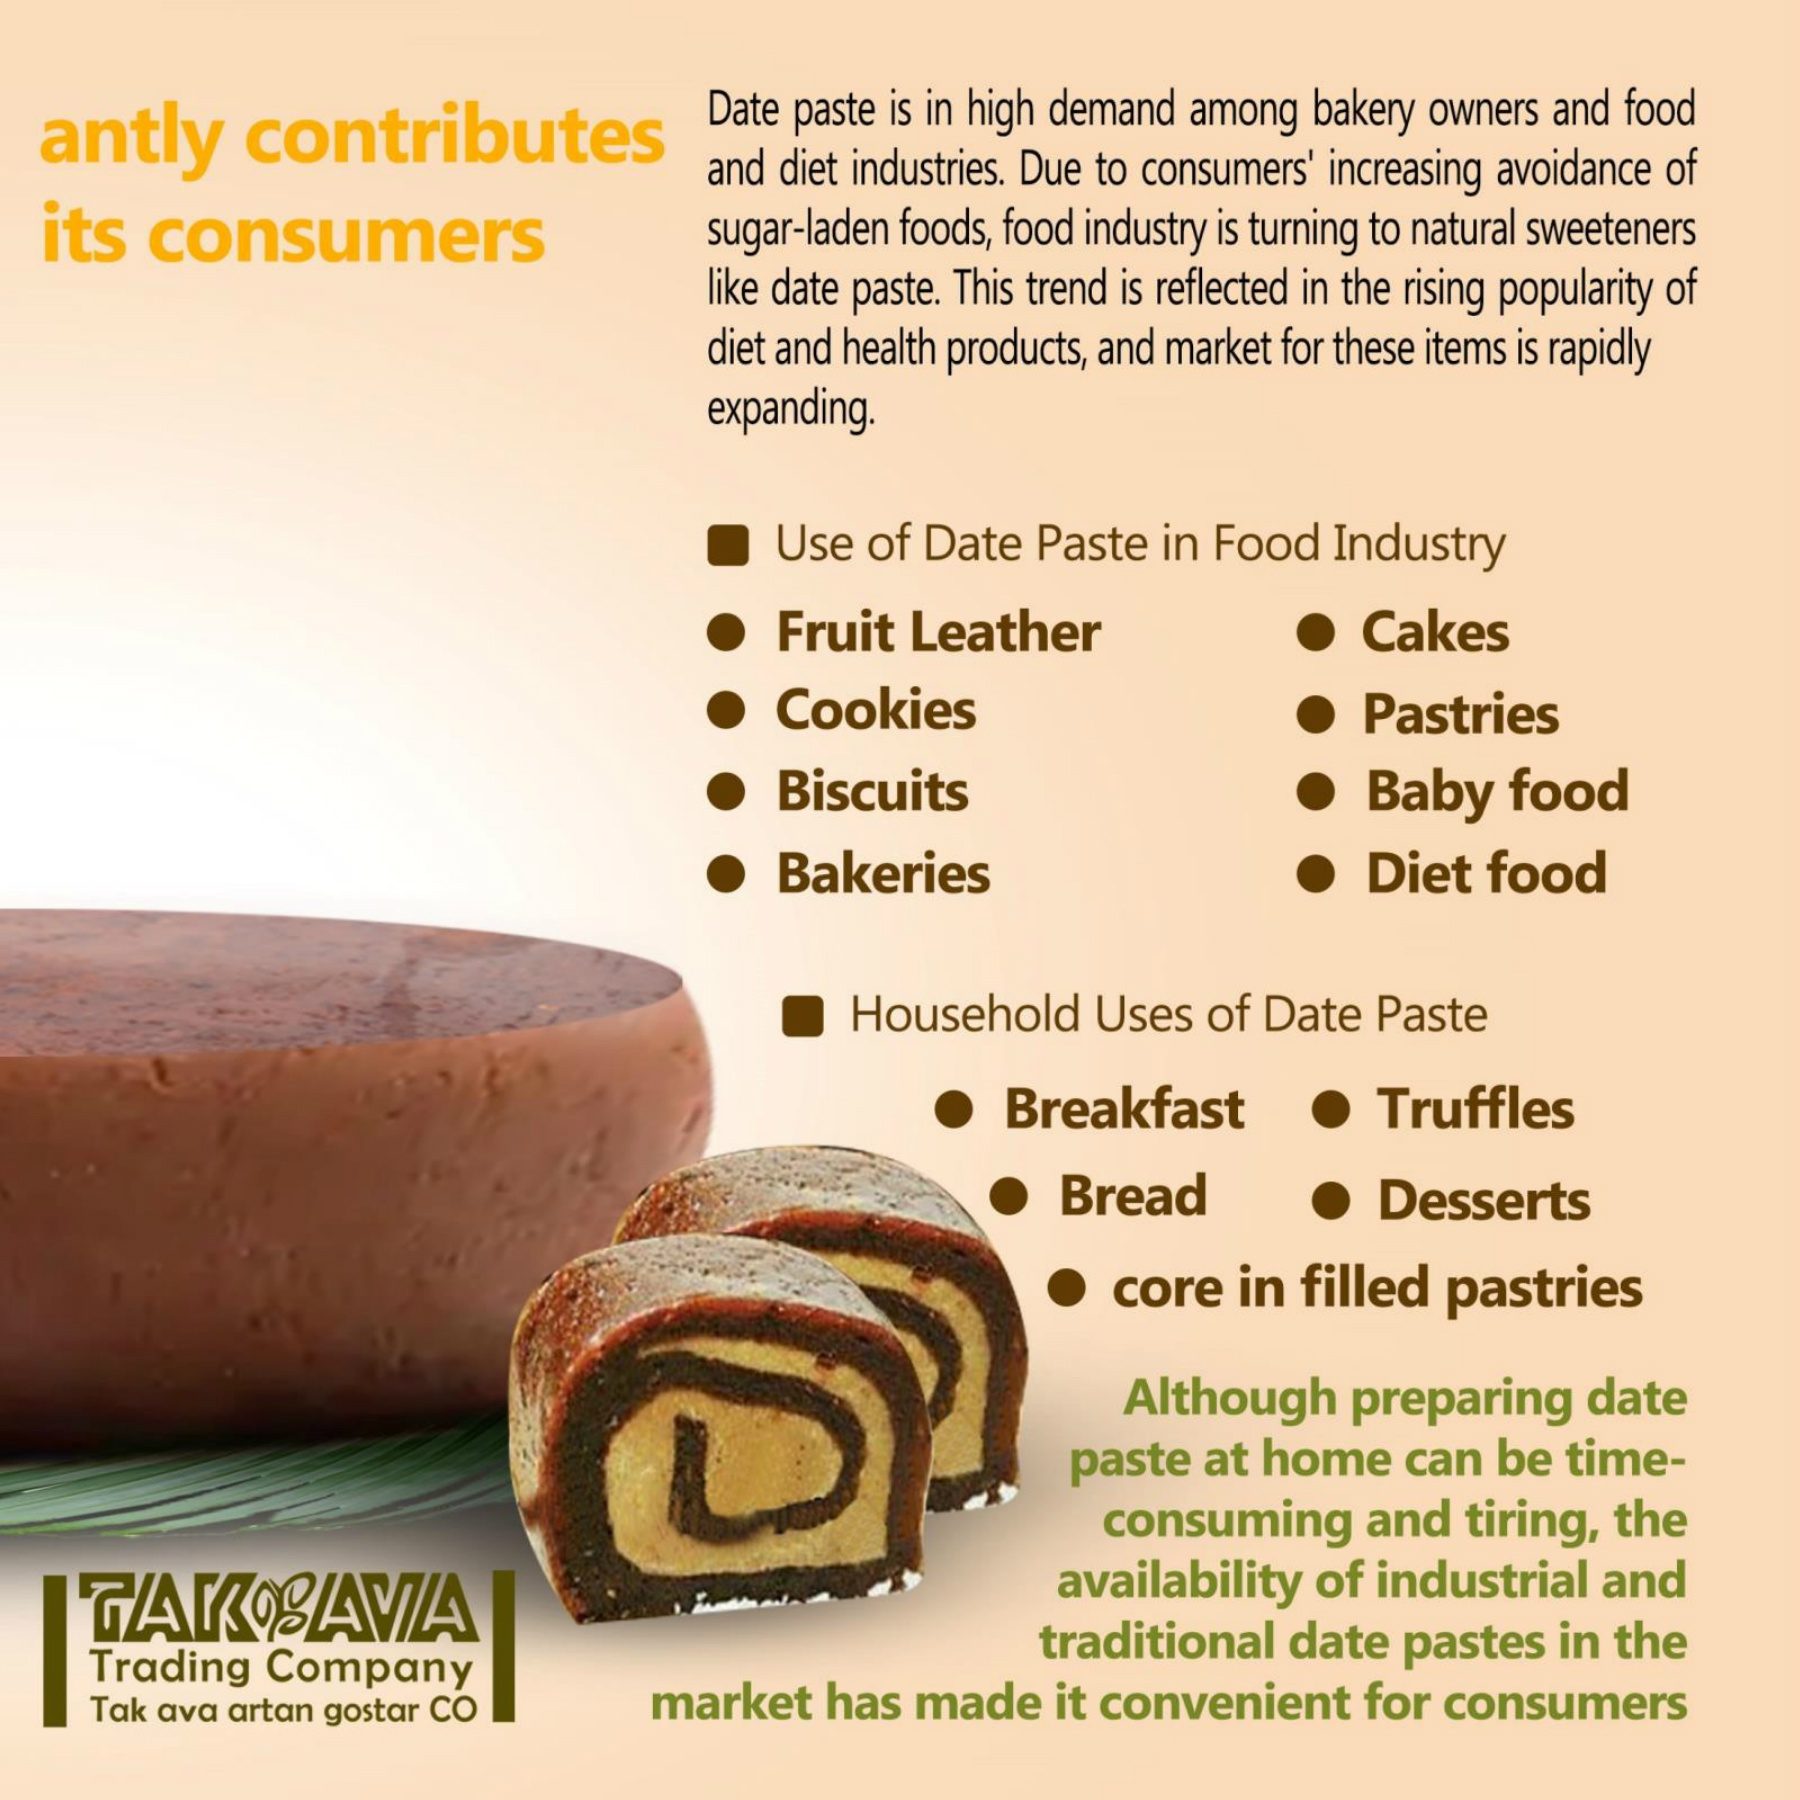 antly contributes
its consumers
Date paste is in high demand among bakery owners and food
and diet industries. Due to consumers' increasing avoidance of
sugar-laden foods, food industry is turning to natural sweeteners
like date paste. This trend is reflected in the rising popularity of
diet and health products, and market for these items is rapidly
expanding.
Use of Date Paste in Food Industry
Fruit Leather
Cookies
Biscuits
Bakeries
Cakes
Pastries
Baby food
Diet food
Household Uses of Date Paste
Breakfast
Truffles
Bread
Desserts
core in filled pastries
Although preparing date
paste at home can be time-
consuming and tiring, the
availability of industrial and
traditional date pastes in the
market has made it convenient for consumers
TAK AVA
Trading Company
Tak ava artan gostar CO